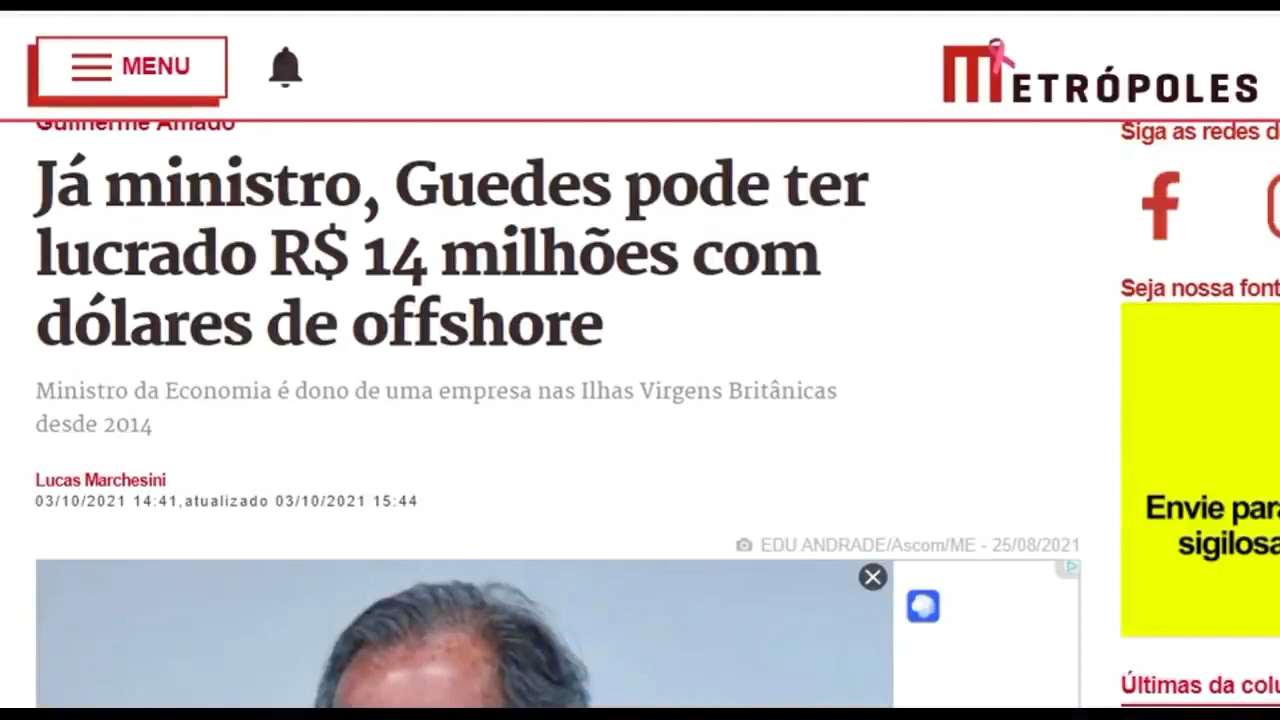 MENU
METRÓPOLES
Guilherme Amado
Já ministro, Guedes pode ter
lucrado R$ 14 milhões com
dólares de offshore
Ministro da Economia é dono de uma empresa nas Ilhas Virgens Britânicas
desde 2014
Lucas Marchesini
03/10/2021 14:41,atualizado 03/10/2021 15:44
EDU ANDRADE/Ascom/ME - 25/08/2021
Siga as redes d
Seja nossa font
Envie para
sigilosa
Últimas da colu